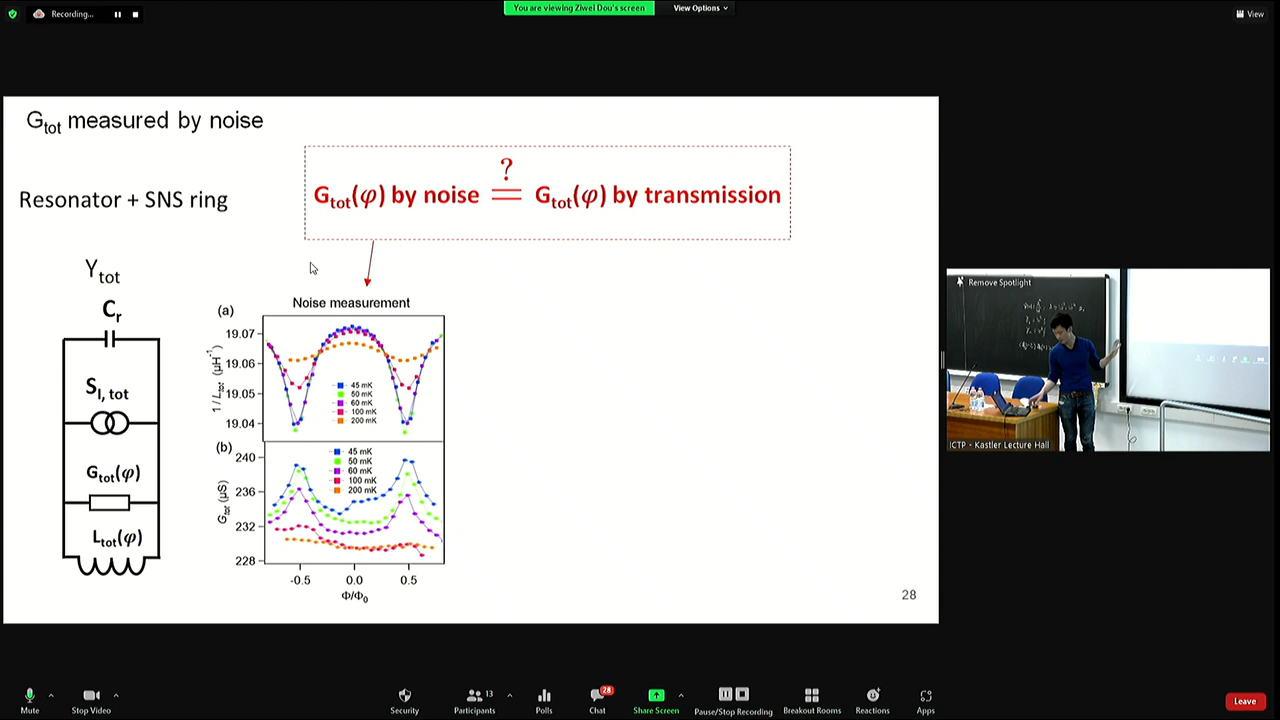 Recording...
You are viewing Ziwei Dou's screen
View Options
View
G_tot measured by noise
Resonator + SNS ring
?
G_tot(φ) by noise = G_tot(φ) by transmission
Y_tot
C_r
S_I, tot
G_tot(φ)
L_tot(φ)
Noise measurement
(a)
19.07
19.06
19.05
19.04
1 / L_tot (μH⁻¹)
45 mK
50 mK
60 mK
100 mK
200 mK
(b)
240
236
232
228
G_tot (μS)
45 mK
50 mK
60 mK
100 mK
200 mK
-0.5 0.0 0.5
Φ/Φ₀
28
Remove Spotlight
ICTP - Kastler Lecture Hall
Mute
Stop Video
Security
13
Participants
Polls
28
Chat
Share Screen
Pause/Stop Recording
Breakout Rooms
Reactions
Apps
Leave